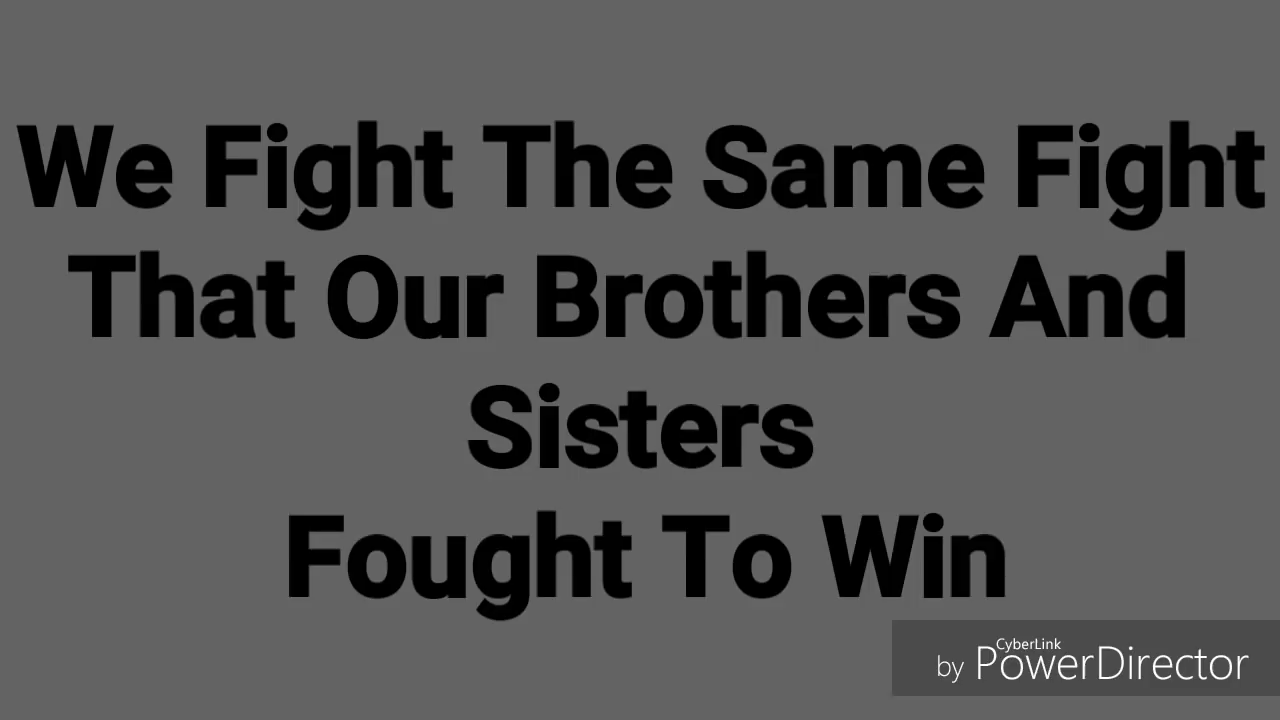 We Fight The Same Fight
That Our Brothers And
Sisters
Fought To Win
CyberLink
by PowerDirector